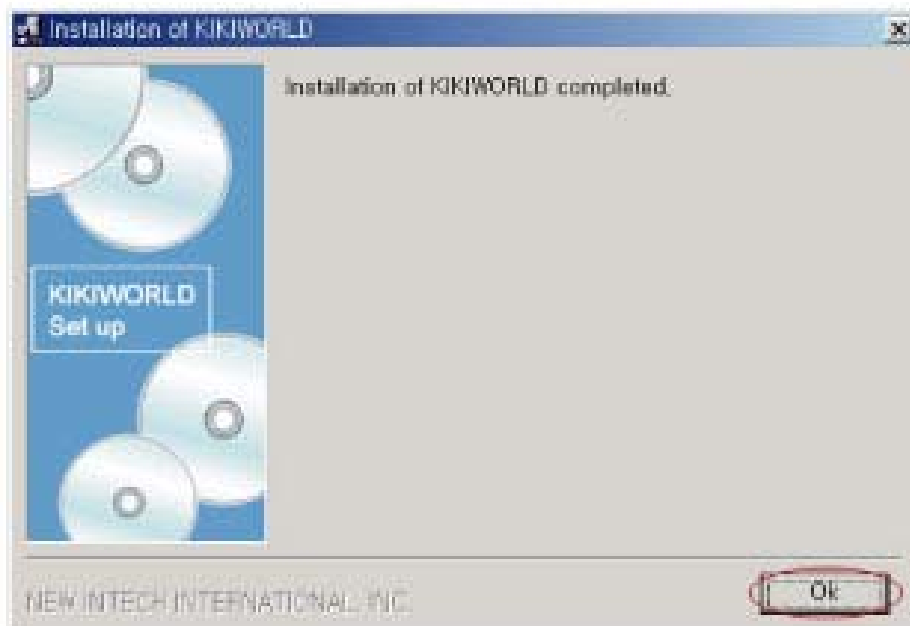 Installation of KIKIWORLD
Installation of KIKIWORLD completed.
KIKIWORLD
Set up
NEW INTECH INTERNATIONAL. INC.
Ok